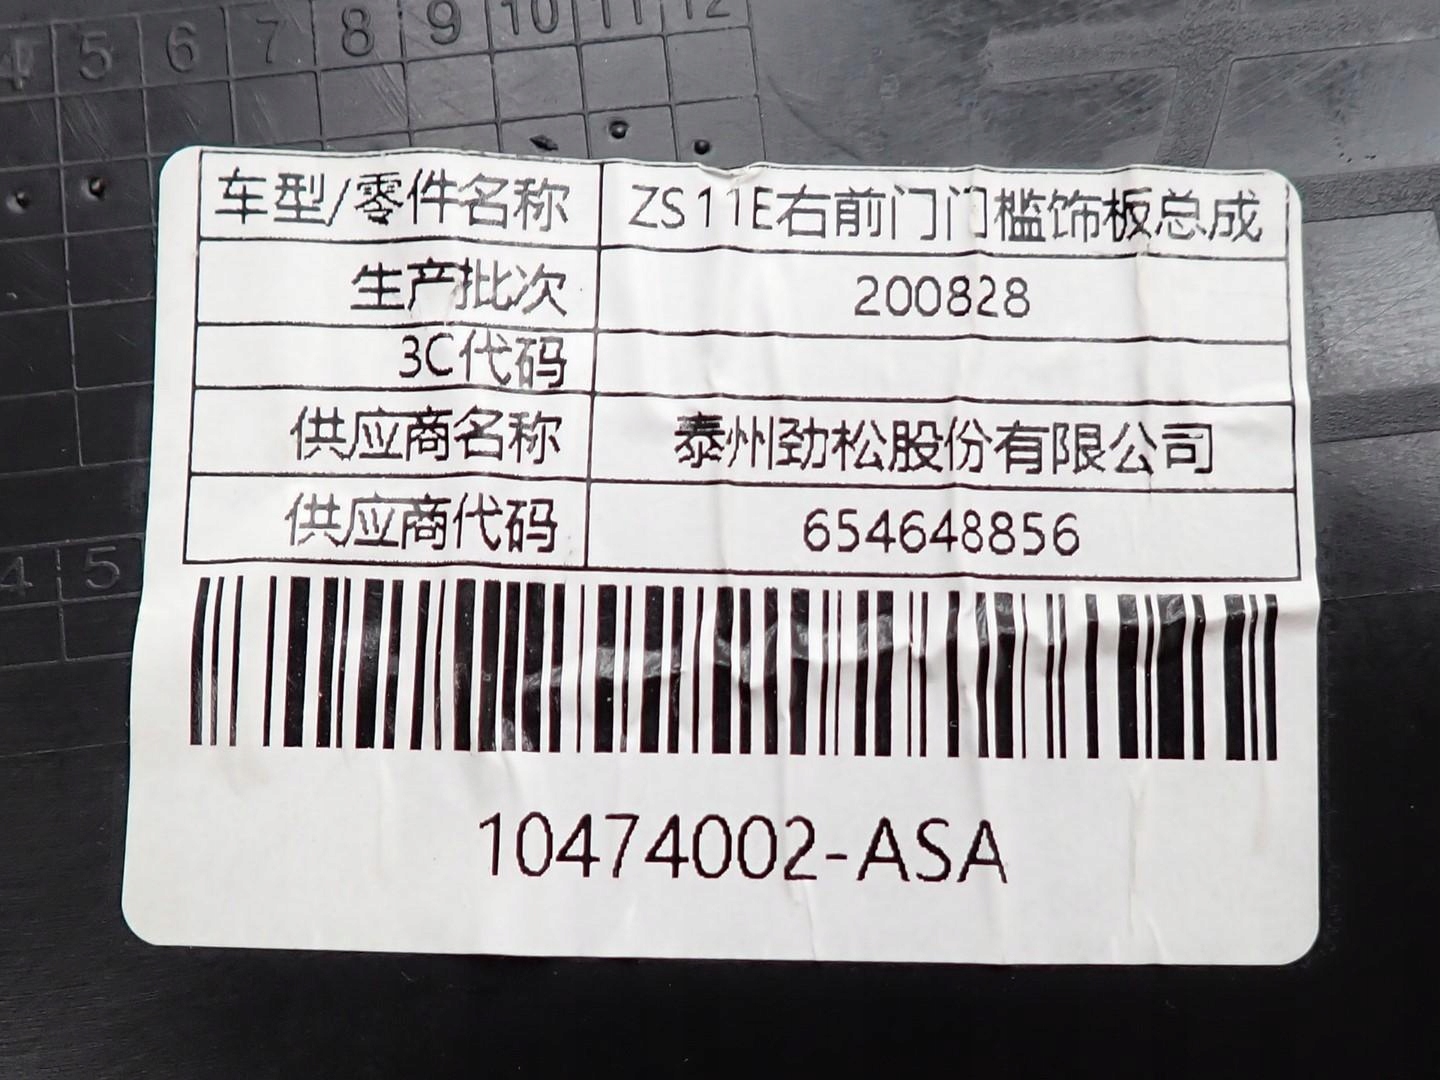 4 5 6 7 8 9 10 11 12
车型/零件名称 ZS11E右前门门槛饰板总成
生产批次 200828
3C代码
供应商名称 泰州劲松股份有限公司
供应商代码 654648856
4 5
10474002-ASA